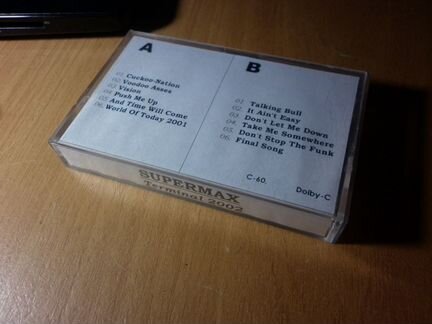 A
01. Cuckoo-Nation
02. Voodoo Asses
03. Vision
04. Push Me Up
05. And Time Will Come
06. World Of Today 2001
B
01. Talking Bull
02. It Ain't Easy
03. Don't Let Me Down
04. Take Me Somewhere
05. Don't Stop The Funk
06. Final Song
C-60.
Dolby-C
SUPERMAX
Terminal 2002